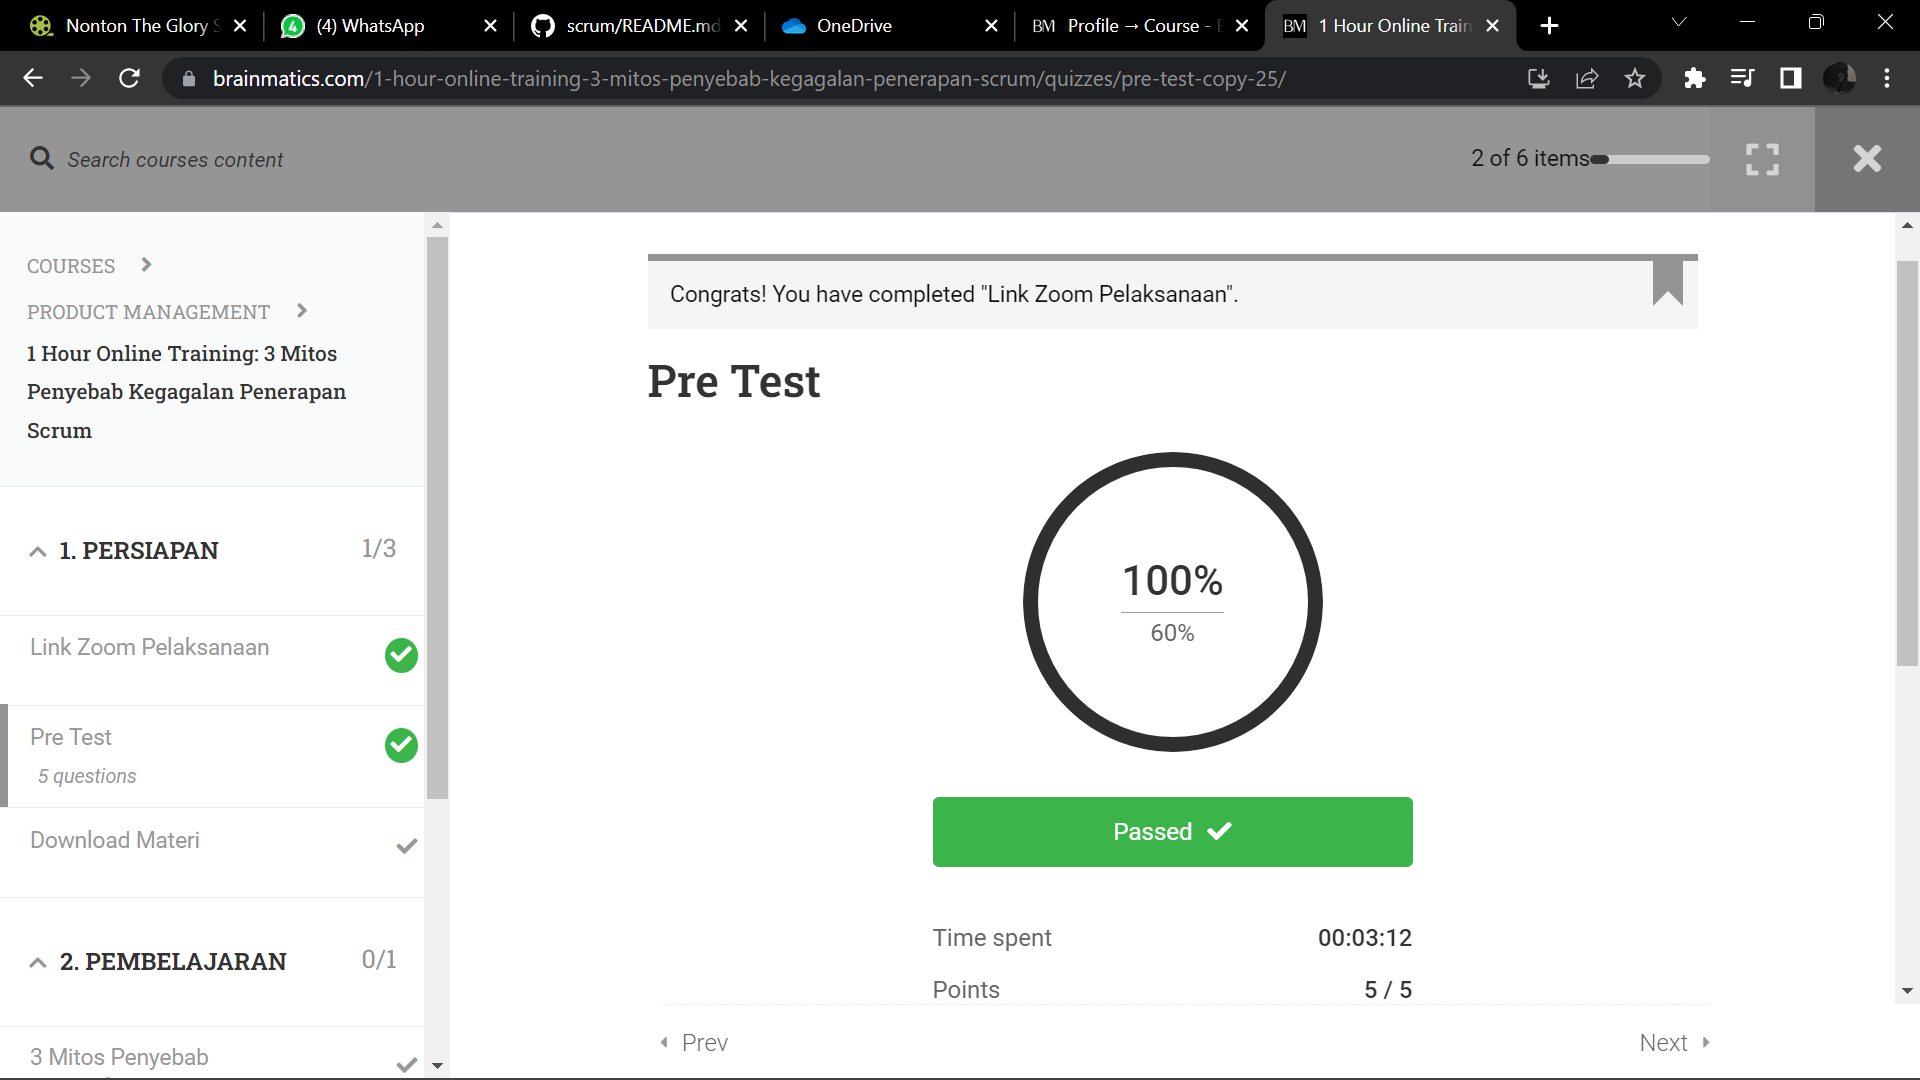 Nonton The Glory S
(4) WhatsApp
scrum/README.md
OneDrive
BM Profile → Course -
BM 1 Hour Online Train
brainmatics.com/1-hour-online-training-3-mitos-penyebab-kegagalan-penerapan-scrum/quizzes/pre-test-copy-25/
Search courses content
2 of 6 items
COURSES
PRODUCT MANAGEMENT
1 Hour Online Training: 3 Mitos
Penyebab Kegagalan Penerapan
Scrum
1. PERSIAPAN 1/3
Link Zoom Pelaksanaan
Pre Test
5 questions
Download Materi
2. PEMBELAJARAN 0/1
3 Mitos Penyebab
Congrats! You have completed "Link Zoom Pelaksanaan".
Pre Test
100%
60%
Passed
Time spent 00:03:12
Points 5 / 5
Prev
Next